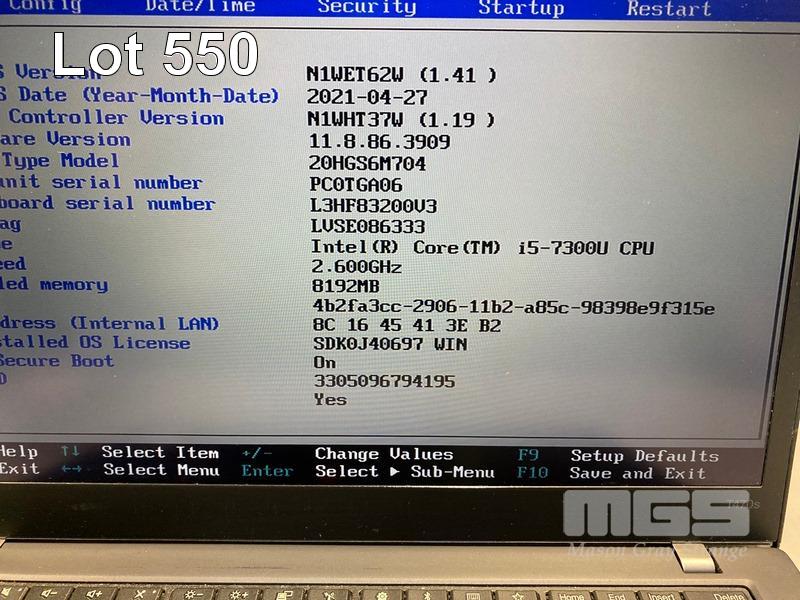 Config Date/Time Security Startup Restart
Lot 550
S Version N1WET62W (1.41 )
S Date (Year-Month-Date) 2021-04-27
Controller Version N1WHT37W (1.19 )
are Version 11.8.86.3909
Type Model 20HGS6M704
unit serial number PC0TGA06
board serial number L3HF83200V3
ag LVSE086333
e Intel(R) Core(TM) i5-7300U CPU
eed 2.600GHz
led memory 8192MB
4b2fa3cc-2906-11b2-a85c-98398e9f315e
dress (Internal LAN) 8C 16 45 41 3E B2
stalled OS License SDK0J40697 WIN
Secure Boot On
D 3305096794195
Yes
Help ↑↓ Select Item +/- Change Values F9 Setup Defaults
Exit ←→ Select Menu Enter Select ▶ Sub-Menu F10 Save and Exit
MGS
T470s
Mason Gray Strange
Home End Insert Delete